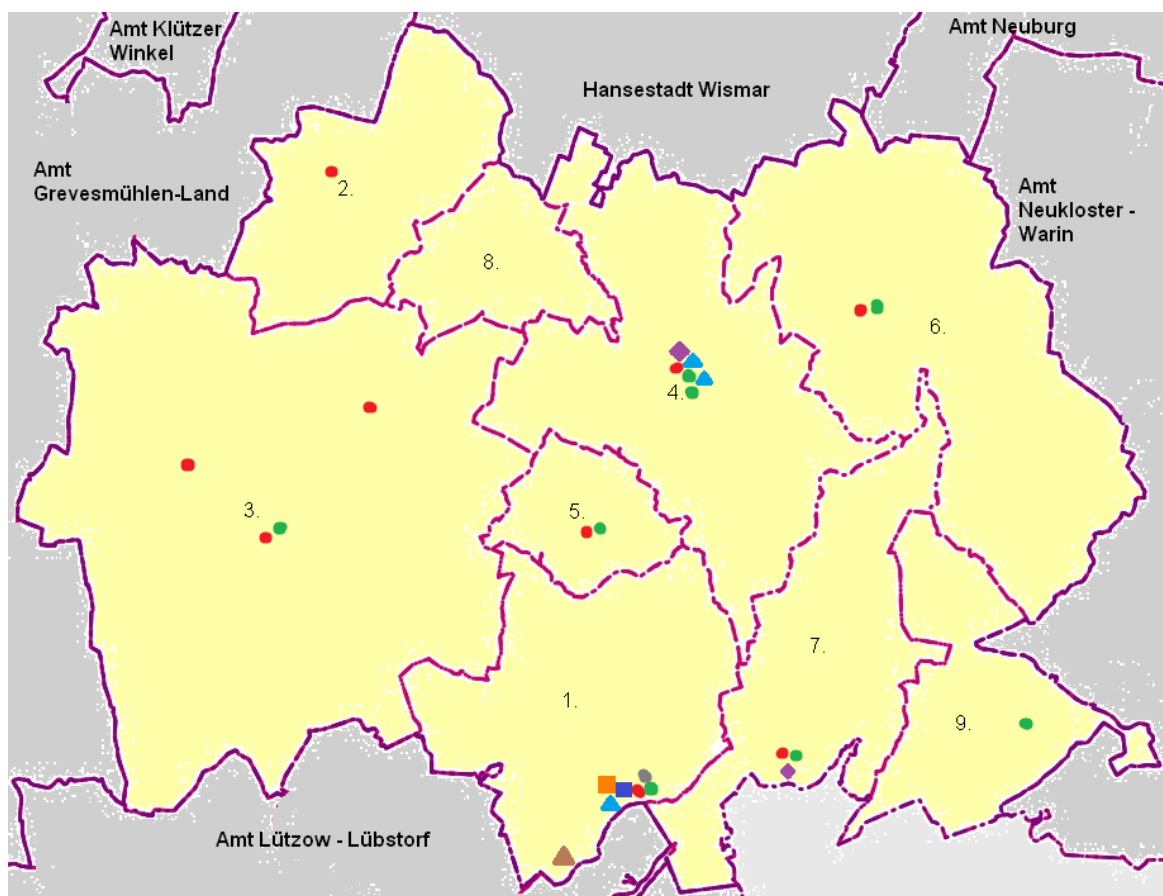 Amt Klützer
Winkel
Amt Neuburg
Hansestadt Wismar
Amt
Grevesmühlen-Land
2.
Amt
Neukloster -
Warin
8.
6.
4.
3.
5.
7.
1.
9.
Amt Lützow - Lübstorf